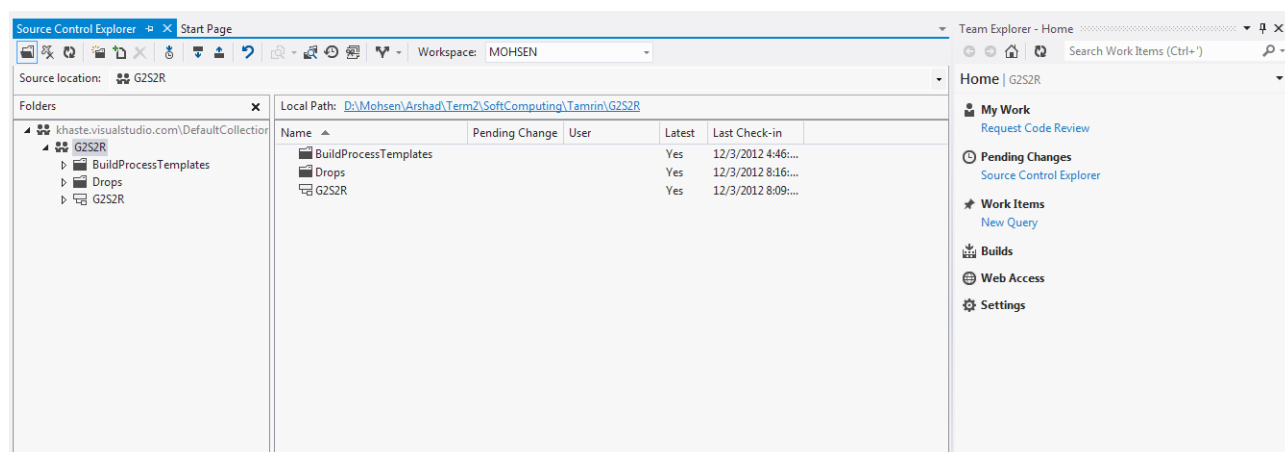 Source Control Explorer Start Page
Workspace: MOHSEN
Source location: G2S2R
Folders
khaste.visualstudio.com\DefaultCollection
G2S2R
BuildProcessTemplates
Drops
G2S2R
Local Path: D:\Mohsen\Arshad\Term2\SoftComputing\Tamrin\G2S2R
Name Pending Change User Latest Last Check-in
BuildProcessTemplates Yes 12/3/2012 4:46:...
Drops Yes 12/3/2012 8:16:...
G2S2R Yes 12/3/2012 8:09:...
Team Explorer - Home
Search Work Items (Ctrl+')
Home | G2S2R
My Work
Request Code Review
Pending Changes
Source Control Explorer
Work Items
New Query
Builds
Web Access
Settings